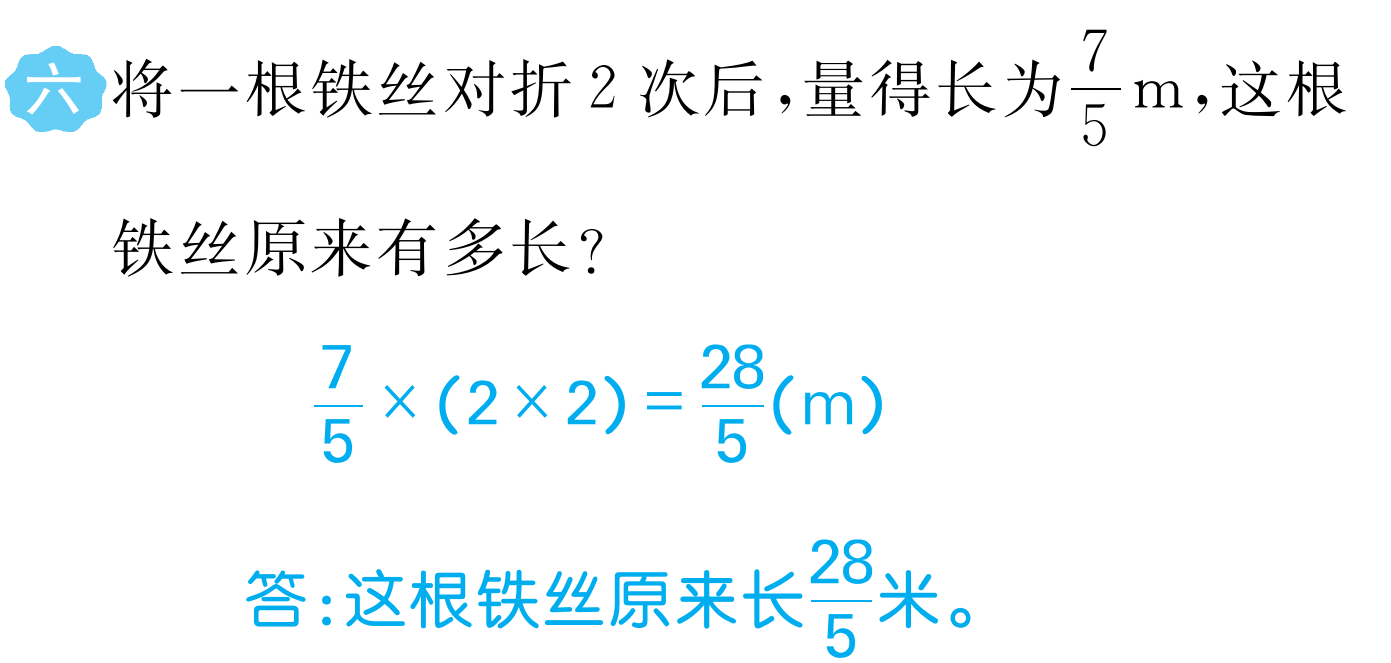 六 将一根铁丝对折 2 次后,量得长为 7/5 m,这根
铁丝原来有多长?
7/5 × (2 × 2) = 28/5 (m)
答:这根铁丝原来长 28/5 米。